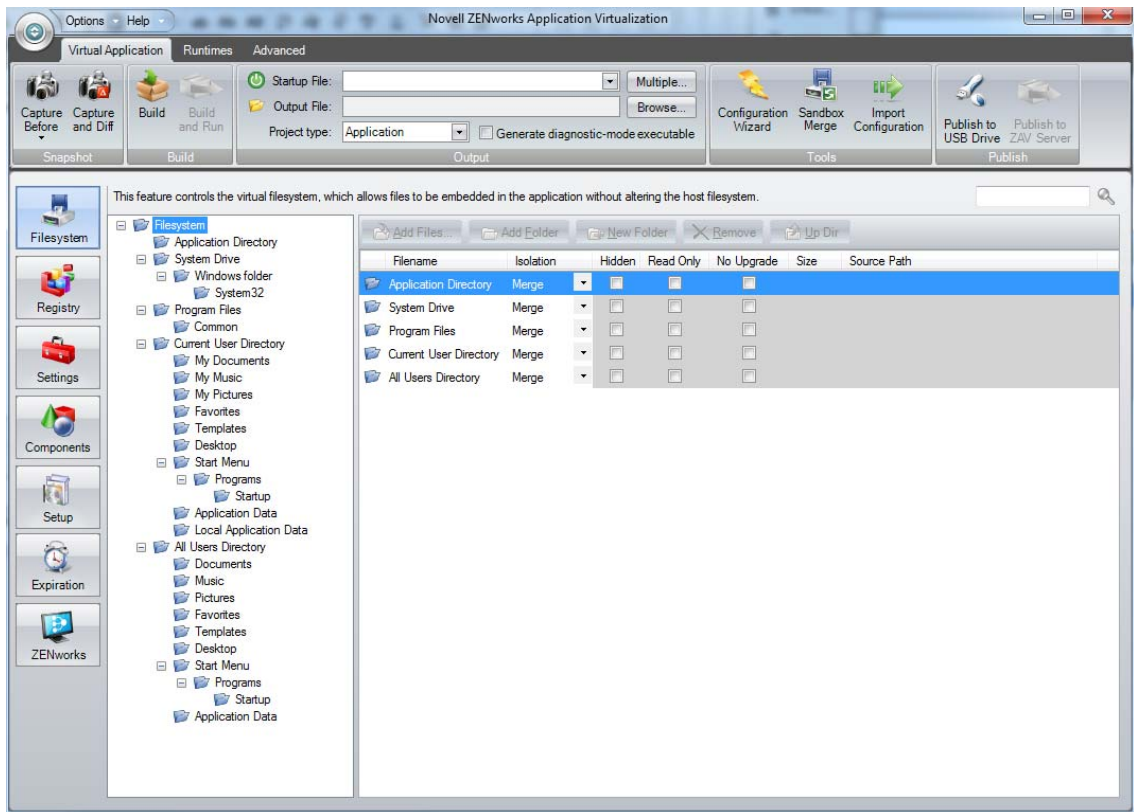 Options Help Novell ZENworks Application Virtualization
Virtual Application Runtimes Advanced
Capture Before
Capture and Diff
Build
Build and Run
Startup File: Multiple...
Output File: Browse...
Project type: Application Generate diagnostic-mode executable
Configuration Wizard
Sandbox Merge
Import Configuration
Publish to USB Drive
Publish to ZAV Server
Snapshot Build Output Tools Publish
This feature controls the virtual filesystem, which allows files to be embedded in the application without altering the host filesystem.
Filesystem
Registry
Settings
Components
Setup
Expiration
ZENworks
Filesystem
Application Directory
System Drive
Windows folder
System32
Program Files
Common
Current User Directory
My Documents
My Music
My Pictures
Favorites
Templates
Desktop
Start Menu
Programs
Startup
Application Data
Local Application Data
All Users Directory
Documents
Music
Pictures
Favorites
Templates
Desktop
Start Menu
Programs
Startup
Application Data
Add Files... Add Folder New Folder Remove Up Dir
Filename Isolation Hidden Read Only No Upgrade Size Source Path
Application Directory Merge
System Drive Merge
Program Files Merge
Current User Directory Merge
All Users Directory Merge